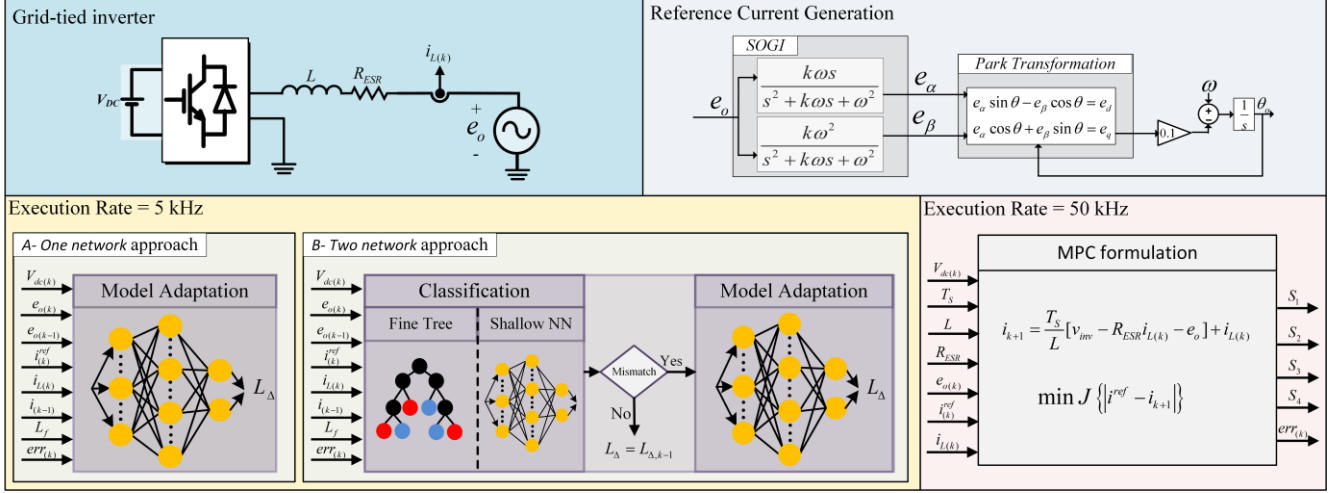 Grid-tied inverter
V_DC
L
R_ESR
i_L(k)
+
e_o
-
Reference Current Generation
SOGI
e_o
kωs
s² + kωs + ω²
kω²
s² + kωs + ω²
e_α
e_β
Park Transformation
e_α sin θ − e_β cos θ = e_d
e_α cos θ + e_β sin θ = e_q
0.1
ω
+
−
1
s
θ_o
Execution Rate = 5 kHz
A- One network approach
V_dc(k)
e_o(k)
e_o(k-1)
i^ref_(k)
i_L(k)
i_(k-1)
L_f
err_(k)
Model Adaptation
L_Δ
B- Two network approach
V_dc(k)
e_o(k)
e_o(k-1)
i^ref_(k)
i_L(k)
i_(k-1)
L_f
err_(k)
Classification
Fine Tree
Shallow NN
Mismatch
Yes
No
L_Δ = L_Δ,k-1
Model Adaptation
L_Δ
Execution Rate = 50 kHz
V_dc(k)
T_S
L
R_ESR
e_o(k)
i^ref_(k)
i_L(k)
MPC formulation
i_k+1 = T_S/L [v_inv − R_ESR i_L(k) − e_o] + i_L(k)
min J {|i^ref − i_k+1|}
S_1
S_2
S_3
S_4
err_(k)